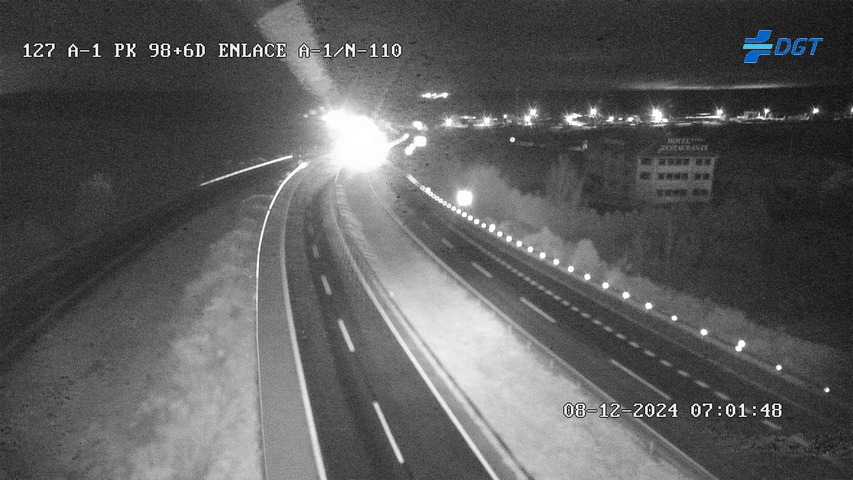 127 A-1 PK 98+6D ENLACE A-1/N-110
DGT
HOTEL
RESTAURANTE
08-12-2024 07:01:48